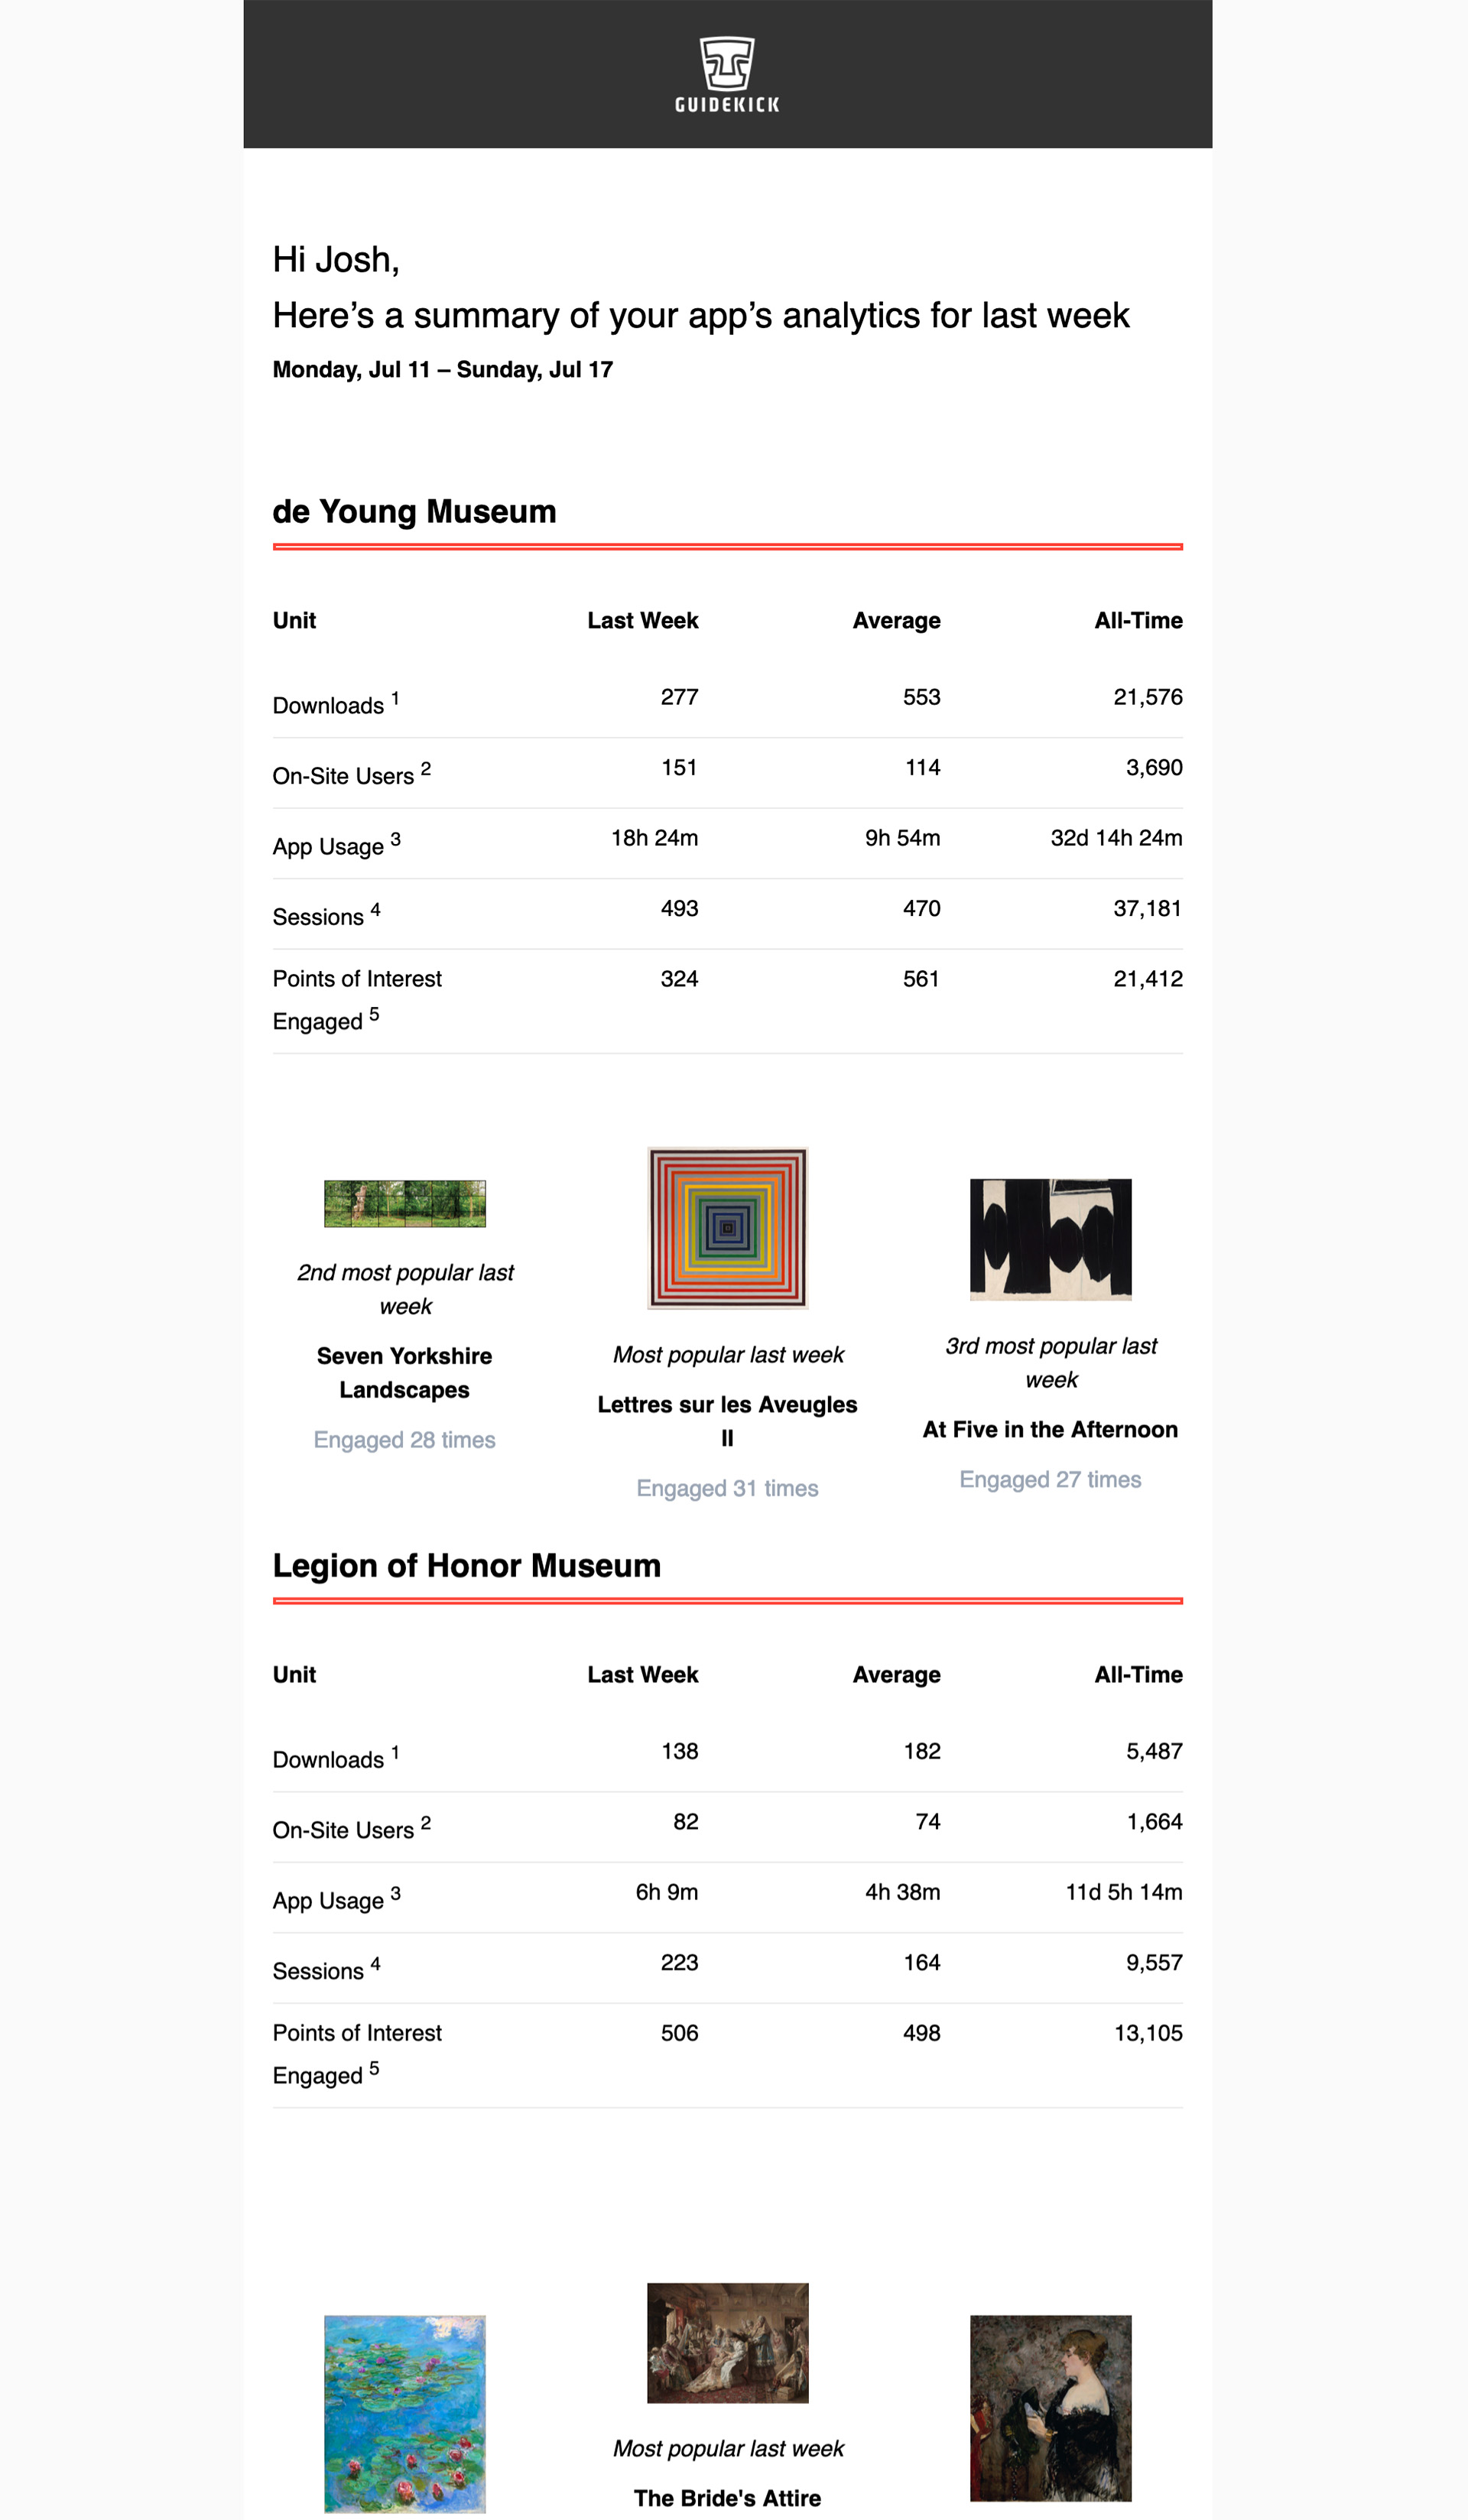 GUIDEKICK
Hi Josh,
Here’s a summary of your app’s analytics for last week
Monday, Jul 11 – Sunday, Jul 17
de Young Museum
Unit Last Week Average All-Time
Downloads 1 277 553 21,576
On-Site Users 2 151 114 3,690
App Usage 3 18h 24m 9h 54m 32d 14h 24m
Sessions 4 493 470 37,181
Points of Interest 324 561 21,412
Engaged 5
2nd most popular last
week
Seven Yorkshire
Landscapes
Engaged 28 times
Most popular last week
Lettres sur les Aveugles
II
Engaged 31 times
3rd most popular last
week
At Five in the Afternoon
Engaged 27 times
Legion of Honor Museum
Unit Last Week Average All-Time
Downloads 1 138 182 5,487
On-Site Users 2 82 74 1,664
App Usage 3 6h 9m 4h 38m 11d 5h 14m
Sessions 4 223 164 9,557
Points of Interest 506 498 13,105
Engaged 5
Most popular last week
The Bride's Attire